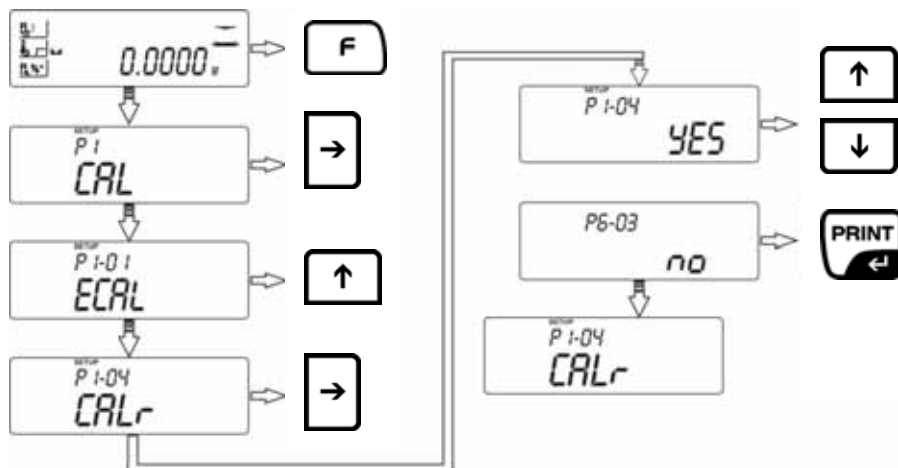 0.0000
F
SETUP
P1
CAL
SETUP
P1-01
ECAL
SETUP
P1-04
CALr
SETUP
P1-04
YES
P6-03
no
PRINT
SETUP
P1-04
CALr